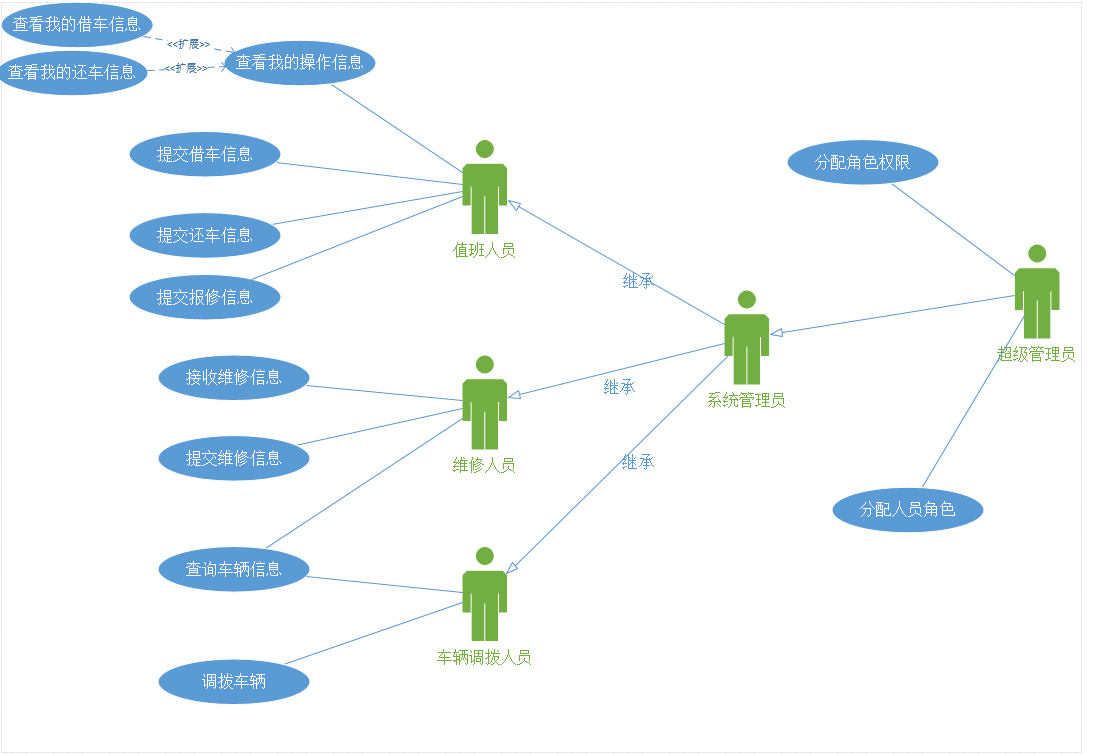 查看我的借车信息
<<扩展>>
查看我的操作信息
查看我的还车信息
<<扩展>>
提交借车信息
分配角色权限
提交还车信息
值班人员
提交报修信息
继承
超级管理员
接收维修信息
继承
系统管理员
提交维修信息
维修人员
继承
分配人员角色
查询车辆信息
车辆调拨人员
调拨车辆